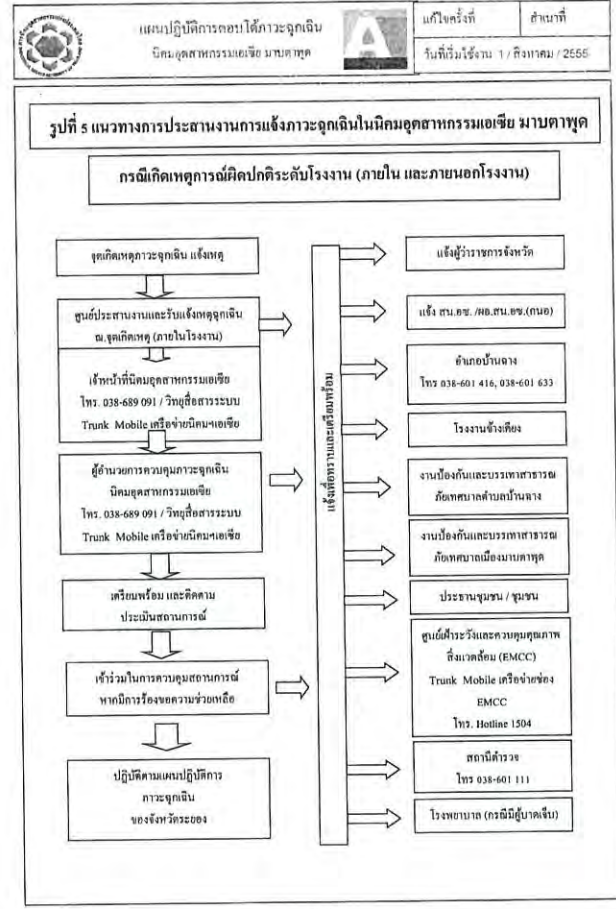 แผนปฏิบัติการตอบโต้ภาวะฉุกเฉิน
นิคมอุตสาหกรรมเอเซีย มาบตาพุด
แก้ไขครั้งที่
สำเนาที่
วันที่เริ่มใช้งาน 1 / สิงหาคม / 2555
รูปที่ 5 แนวทางการประสานงานการแจ้งภาวะฉุกเฉินในนิคมอุตสาหกรรมเอเซีย มาบตาพุด
กรณีเกิดเหตุการณ์ผิดปกติระดับโรงงาน (ภายใน และภายนอกโรงงาน)
จุดเกิดเหตุภาวะฉุกเฉิน แจ้งเหตุ
ศูนย์ประสานงานและรับแจ้งเหตุฉุกเฉิน
ณ.จุดเกิดเหตุ (ภายในโรงงาน)
เจ้าหน้าที่นิคมอุตสาหกรรมเอเซีย
โทร. 038-689 091 / วิทยุสื่อสารระบบ
Trunk Mobile เครือข่ายนิคมฯเอเซีย
ผู้อำนวยการควบคุมภาวะฉุกเฉิน
นิคมอุตสาหกรรมเอเซีย
โทร. 038-689 091 / วิทยุสื่อสารระบบ
Trunk Mobile เครือข่ายนิคมฯเอเซีย
เตรียมพร้อม และติดตาม
ประเมินสถานการณ์
เข้าร่วมในการควบคุมสถานการณ์
หากมีการร้องขอความช่วยเหลือ
ปฏิบัติตามแผนปฏิบัติการ
ภาวะฉุกเฉิน
ของจังหวัดระยอง
แจ้งเพื่อทราบและเตรียมพร้อม
แจ้งผู้ว่าราชการจังหวัด
แจ้ง สน.อช. /ผอ.สน.อช.(กนอ)
อำเภอบ้านฉาง
โทร 038-601 416, 038-601 633
โรงงานข้างเคียง
งานป้องกันและบรรเทาสาธารณ
ภัยเทศบาลตำบลบ้านฉาง
งานป้องกันและบรรเทาสาธารณ
ภัยเทศบาลเมืองมาบตาพุด
ประธานชุมชน / ชุมชน
ศูนย์เฝ้าระวังและควบคุมคุณภาพ
สิ่งแวดล้อม (EMCC)
Trunk Mobile เครือข่ายช่อง
EMCC
โทร. Hotline 1504
สถานีตำรวจ
โทร 038-601 111
โรงพยาบาล (กรณีมีผู้บาดเจ็บ)